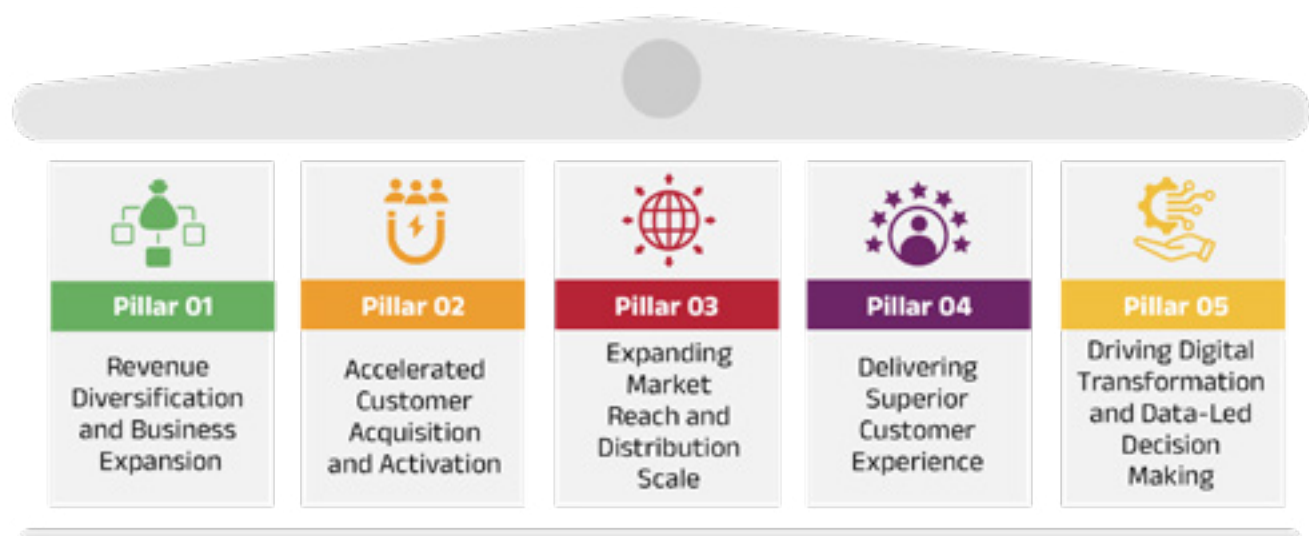 Pillar 01
Revenue
Diversification
and Business
Expansion
Pillar 02
Accelerated
Customer
Acquisition
and Activation
Pillar 03
Expanding
Market
Reach and
Distribution
Scale
Pillar 04
Delivering
Superior
Customer
Experience
Pillar 05
Driving Digital
Transformation
and Data-Led
Decision
Making